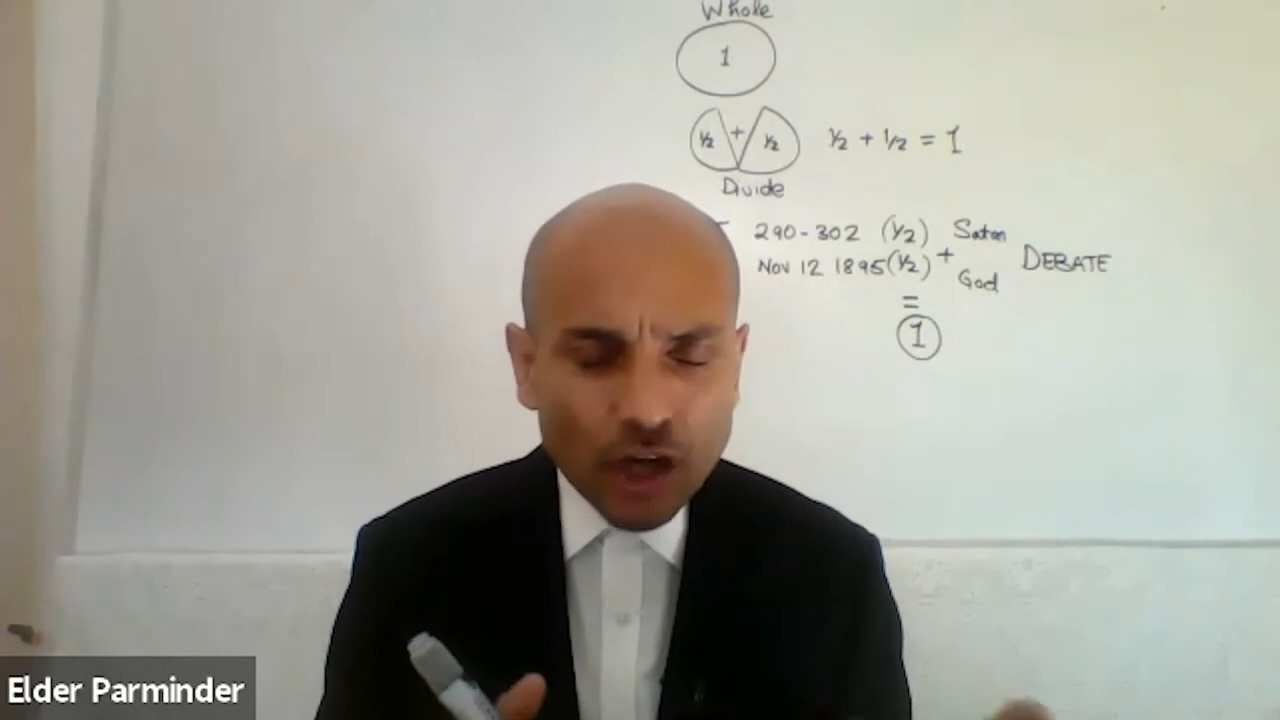 Whole
1
½ + ½ ½ + ½ = 1
Divide
290-302 (½) Satan
Nov 12 1895 (½) + God DEBATE
=
1
Elder Parminder